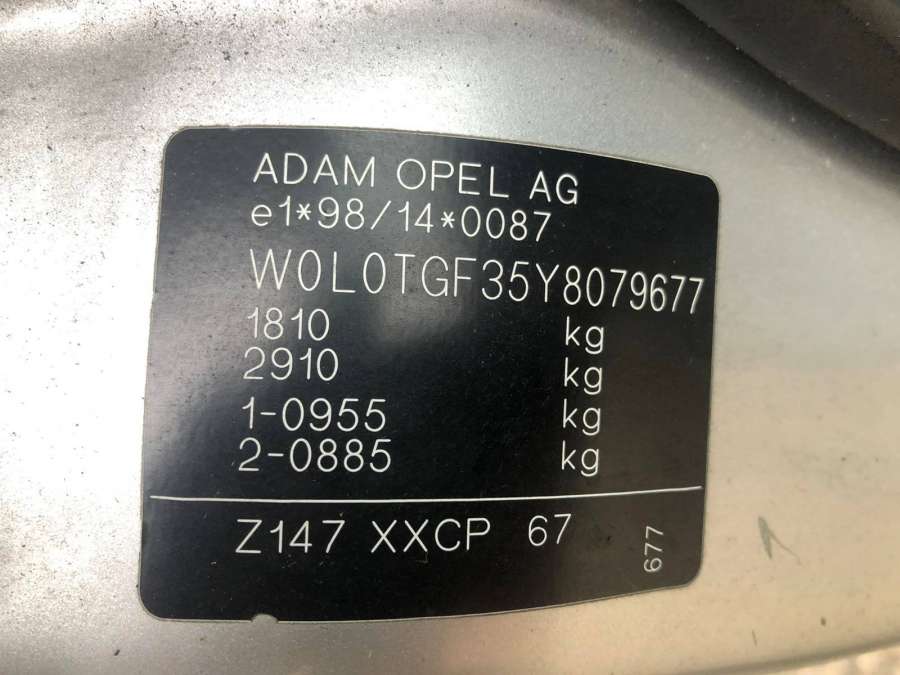 ADAM OPEL AG
e1*98/14*0087
W0L0TGF35Y8079677
1810 kg
2910 kg
1-0955 kg
2-0885 kg
Z147 XXCP 67
677